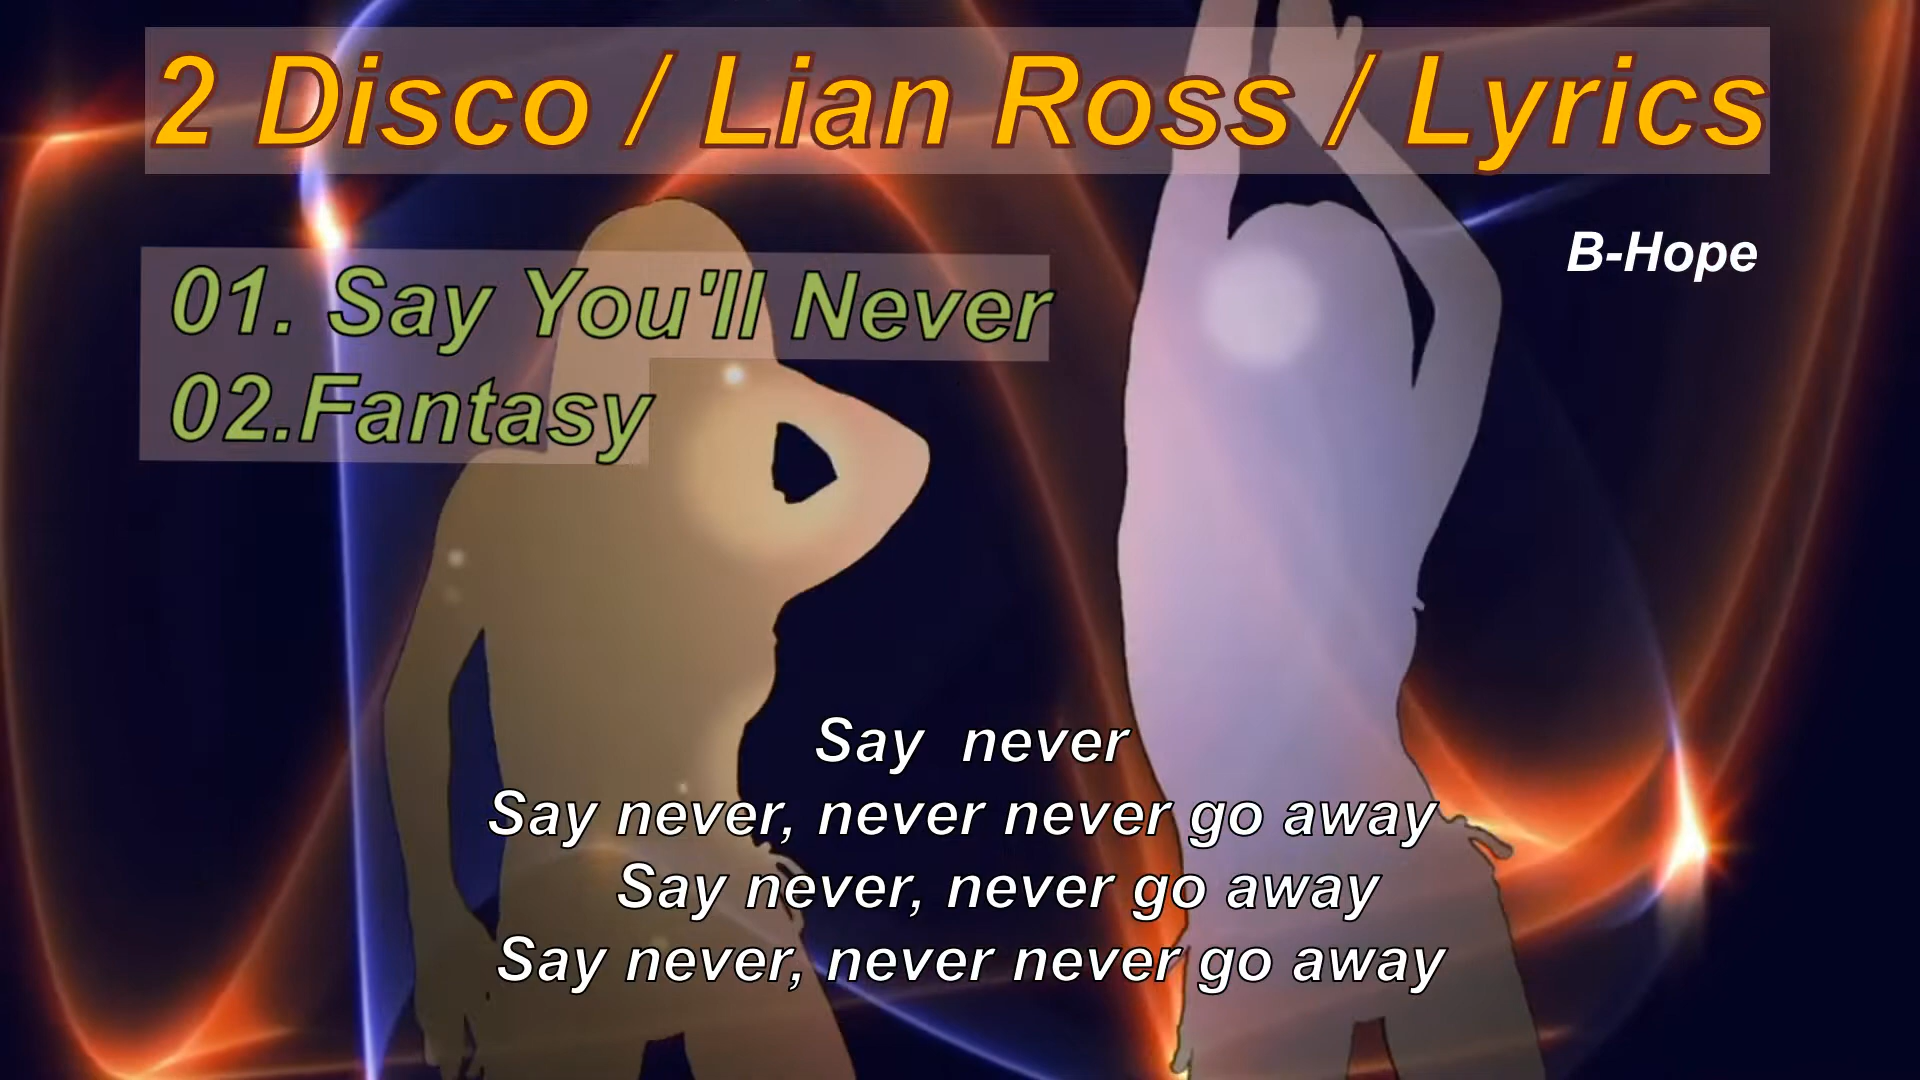 2 Disco / Lian Ross / Lyrics
B-Hope
01. Say You'll Never
02.Fantasy
Say never
Say never, never never go away
Say never, never go away
Say never, never never go away